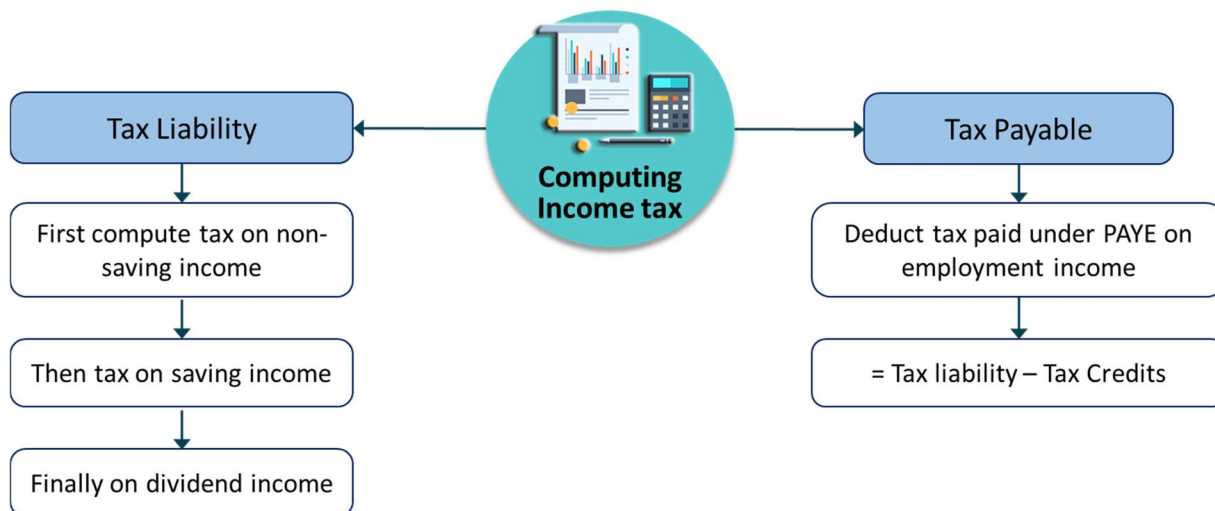 Computing
Income tax
Tax Liability
First compute tax on non-
saving income
Then tax on saving income
Finally on dividend income
Tax Payable
Deduct tax paid under PAYE on
employment income
= Tax liability – Tax Credits